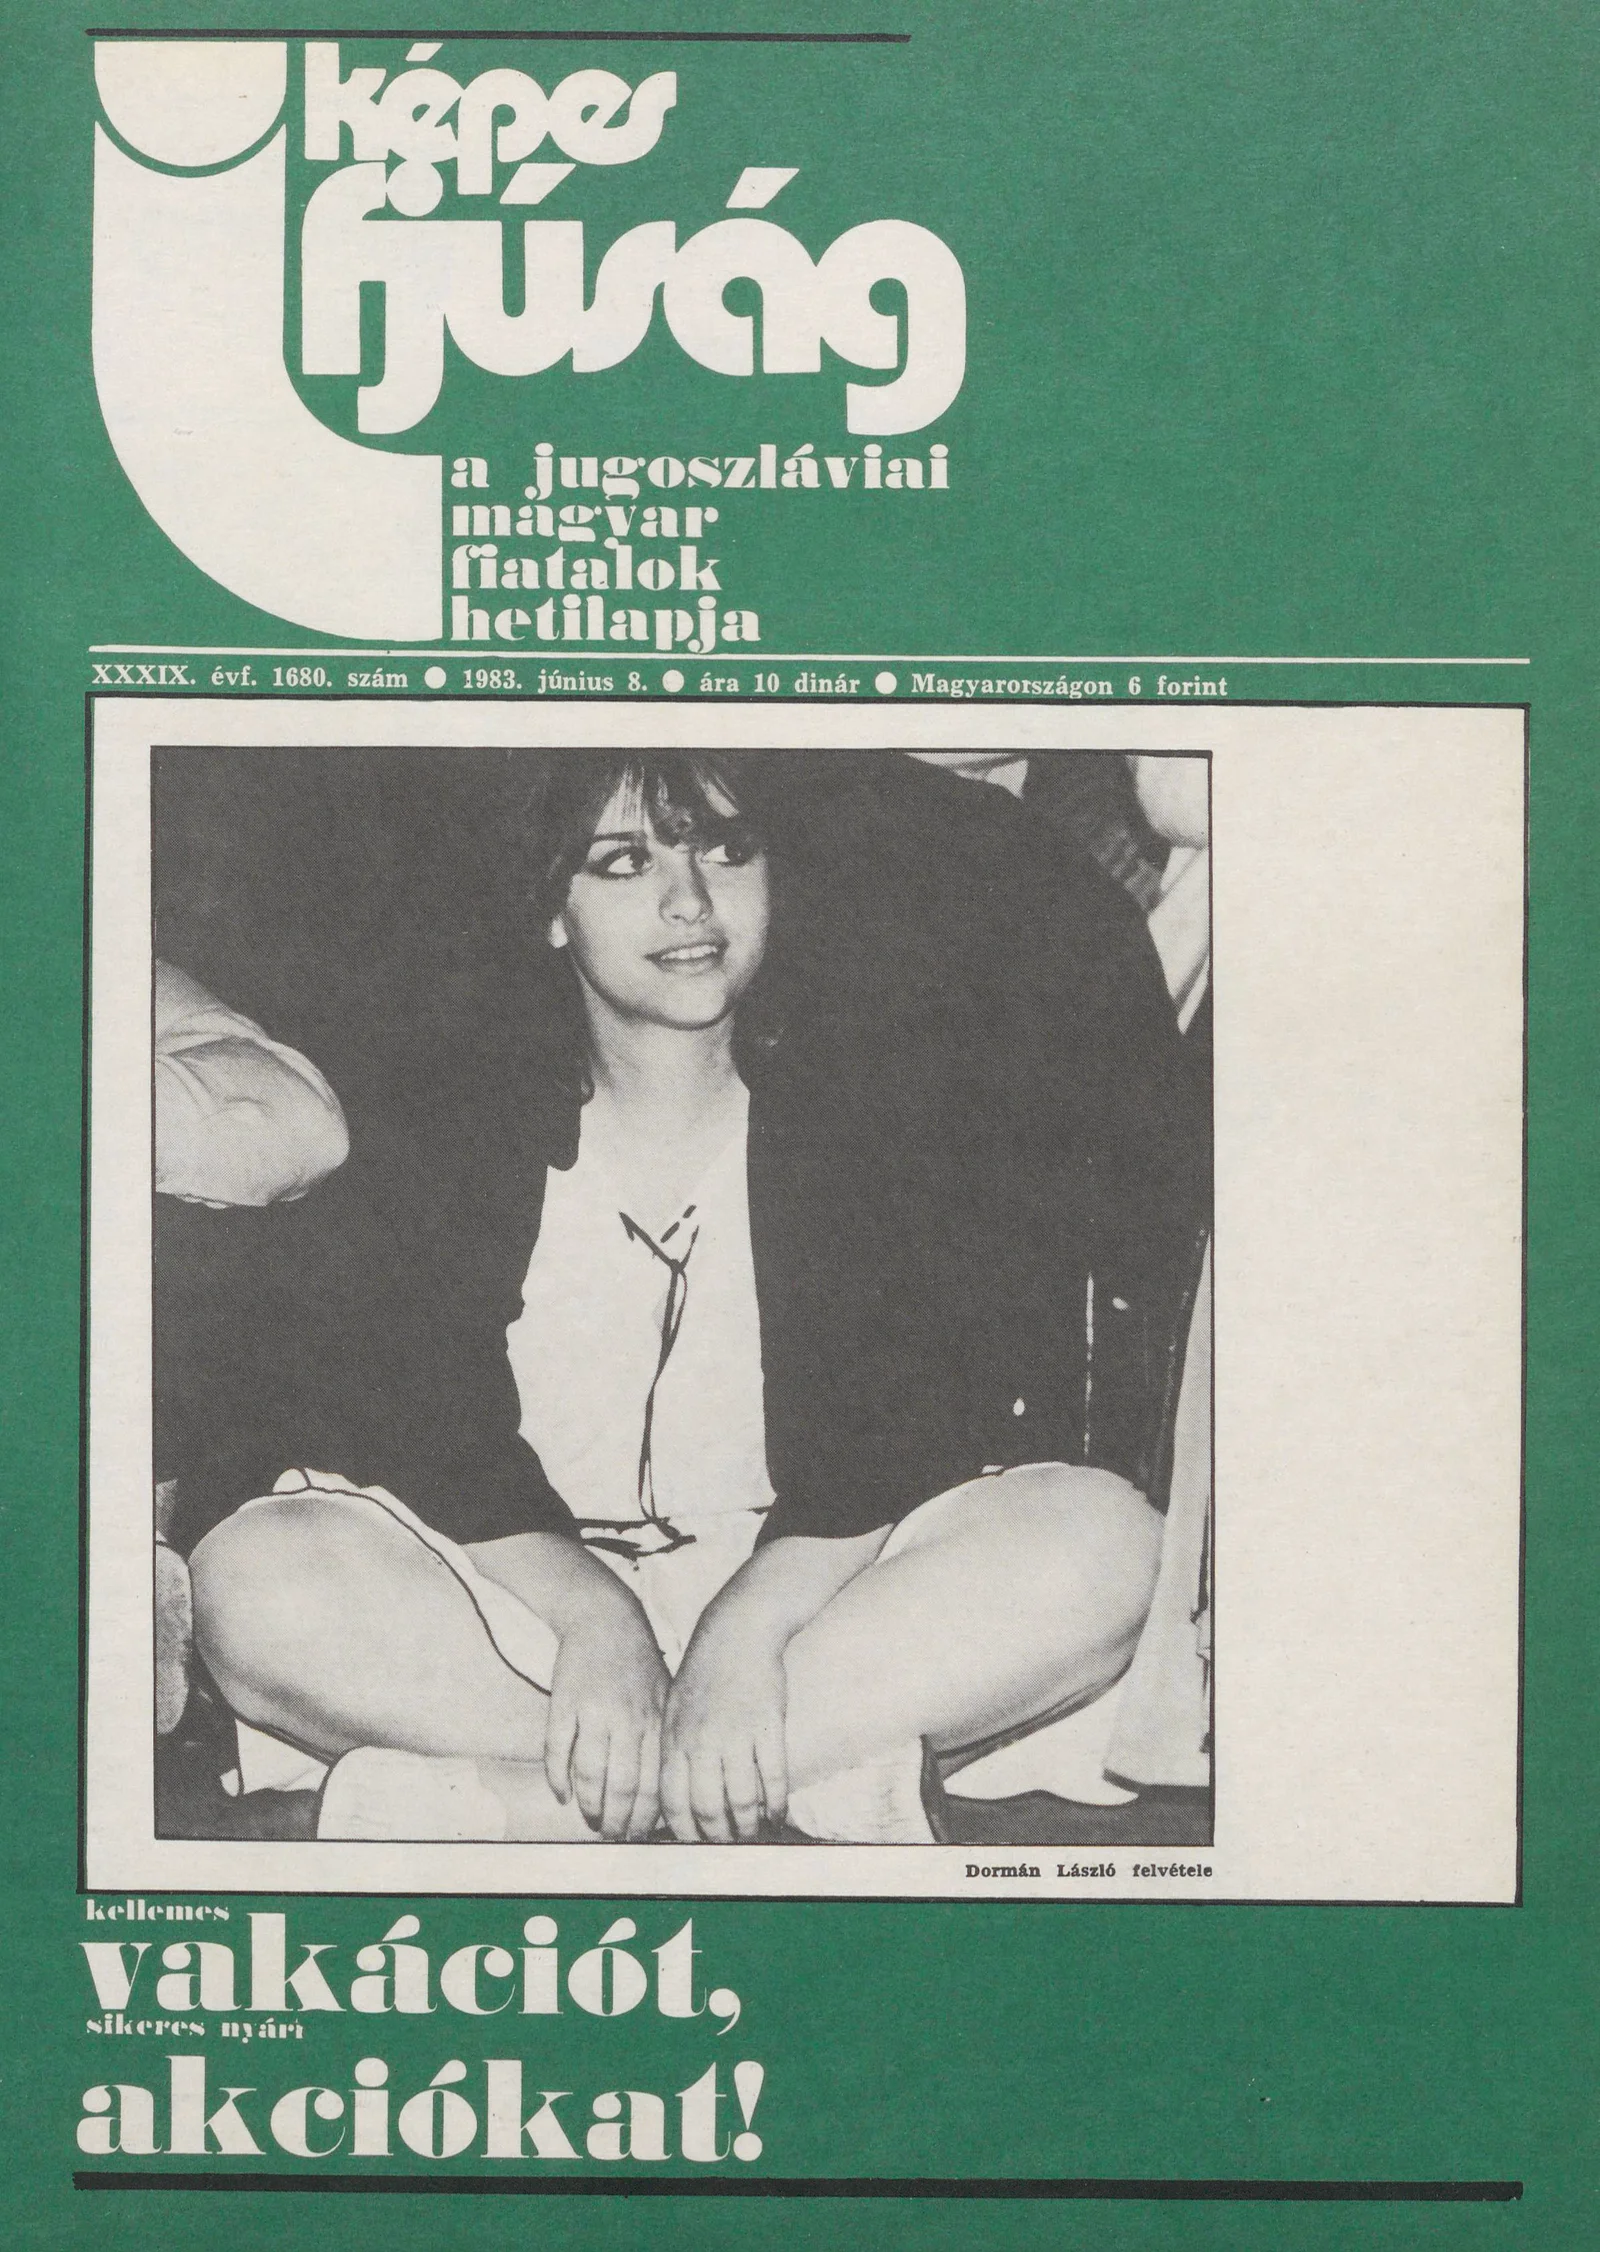 képes
ifjúság
a jugoszláviai
magyar
fiatalok
hetilapja
XXXIX. évf. 1680. szám ● 1983. június 8. ● ára 10 dinár ● Magyarországon 6 forint
Dormán László felvétele
kellemes
vakációt,
sikeres nyári
akciókat!